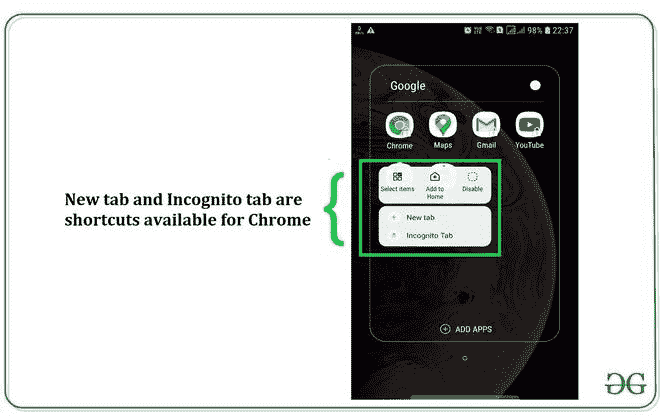 98% 22:37
Google
Chrome Maps Gmail YouTube
Select items Add to Home Disable
New tab
Incognito Tab
ADD APPS
New tab and Incognito tab are
shortcuts available for Chrome